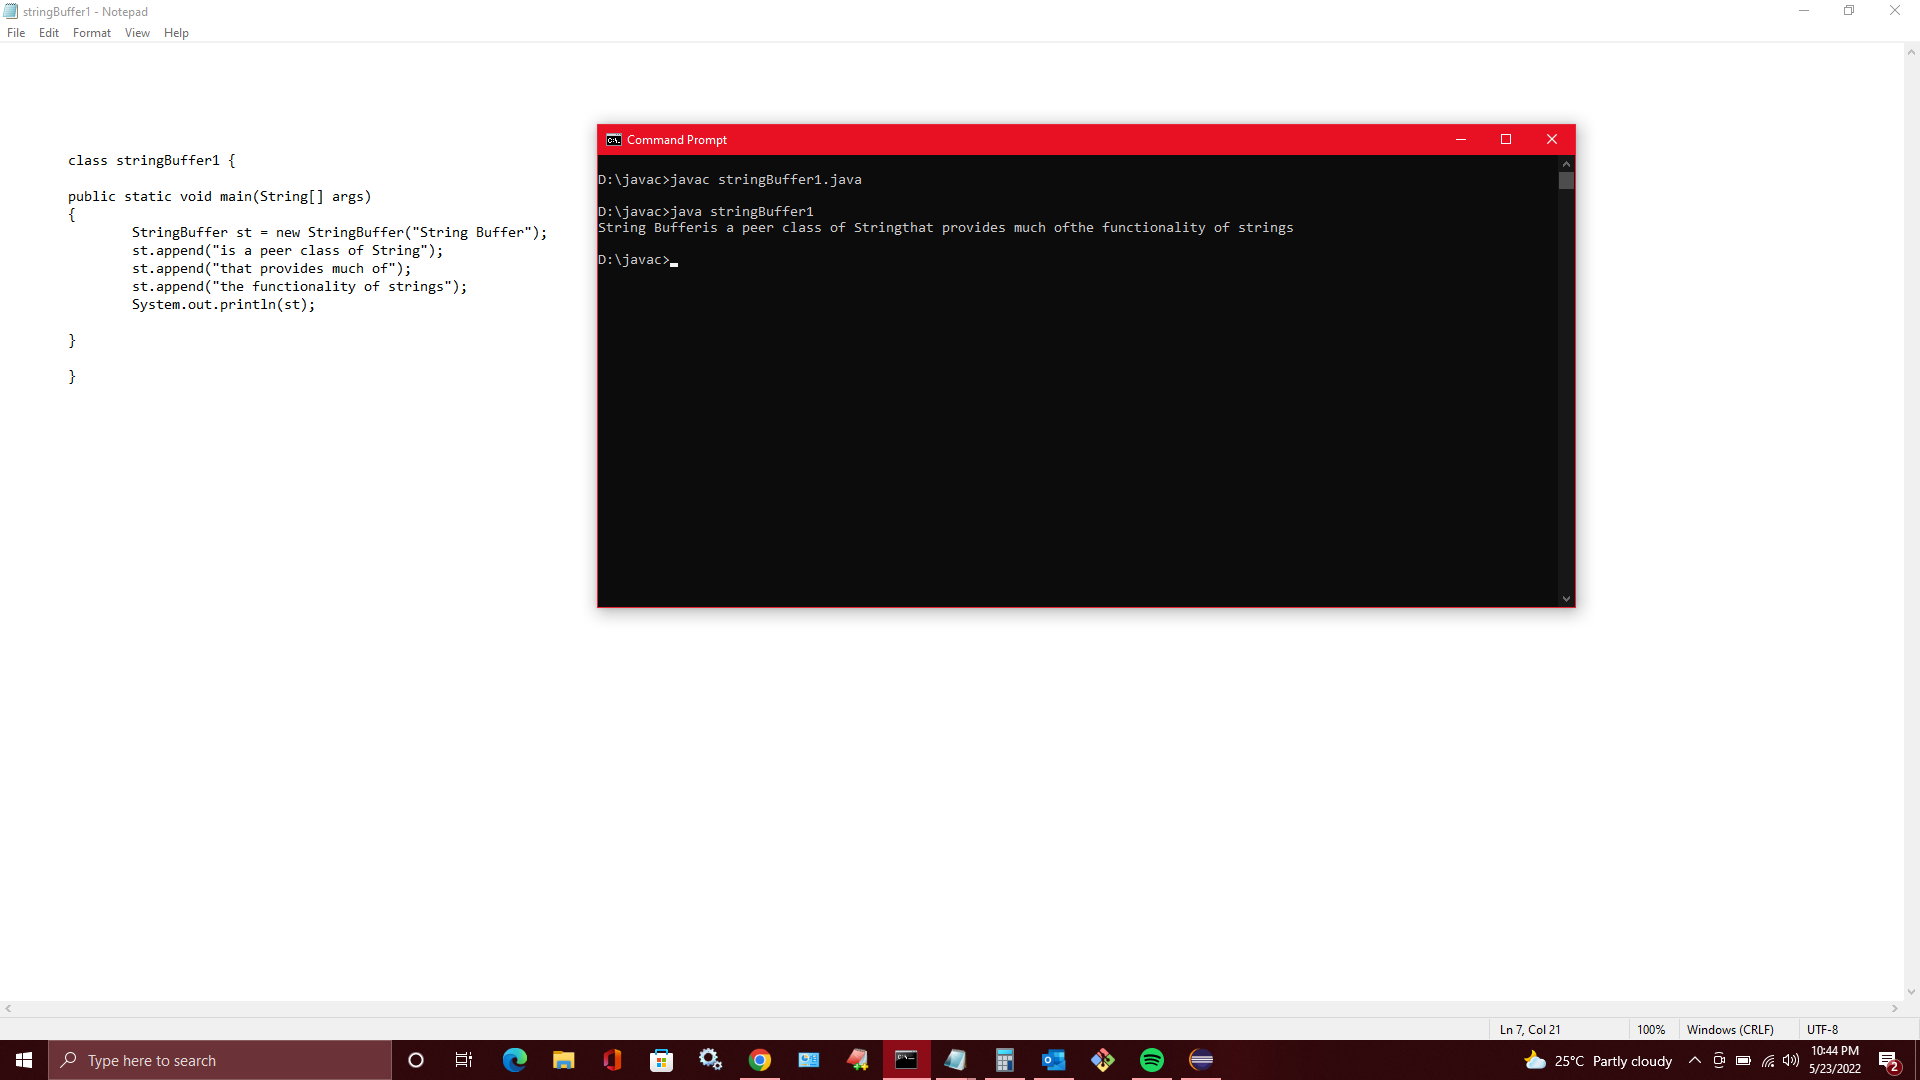 stringBuffer1 - Notepad
File Edit Format View Help
class stringBuffer1 {
public static void main(String[] args)
{
StringBuffer st = new StringBuffer("String Buffer");
st.append("is a peer class of String");
st.append("that provides much of");
st.append("the functionality of strings");
System.out.println(st);
}
}
Command Prompt
D:\javac>javac stringBuffer1.java
D:\javac>java stringBuffer1
String Bufferis a peer class of Stringthat provides much ofthe functionality of strings
D:\javac>
Ln 7, Col 21 100% Windows (CRLF) UTF-8
Type here to search
25°C Partly cloudy
10:44 PM
5/23/2022
2